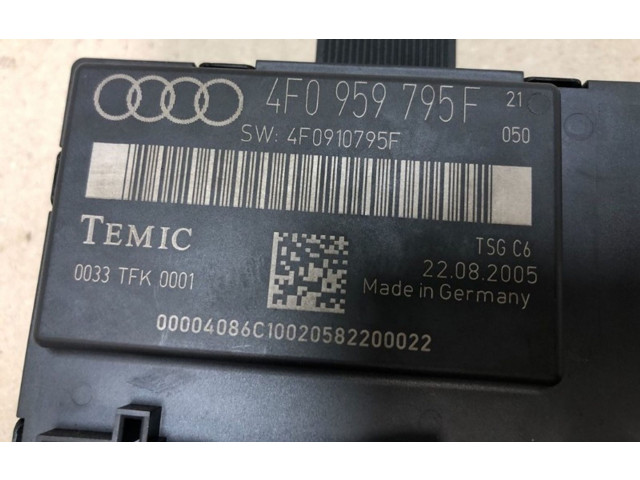 4F0 959 795F 21
SW: 4F0910795F 050
TEMIC
TSG C6
0033 TFK 0001
22.08.2005
Made in Germany
00004086C10020582200022